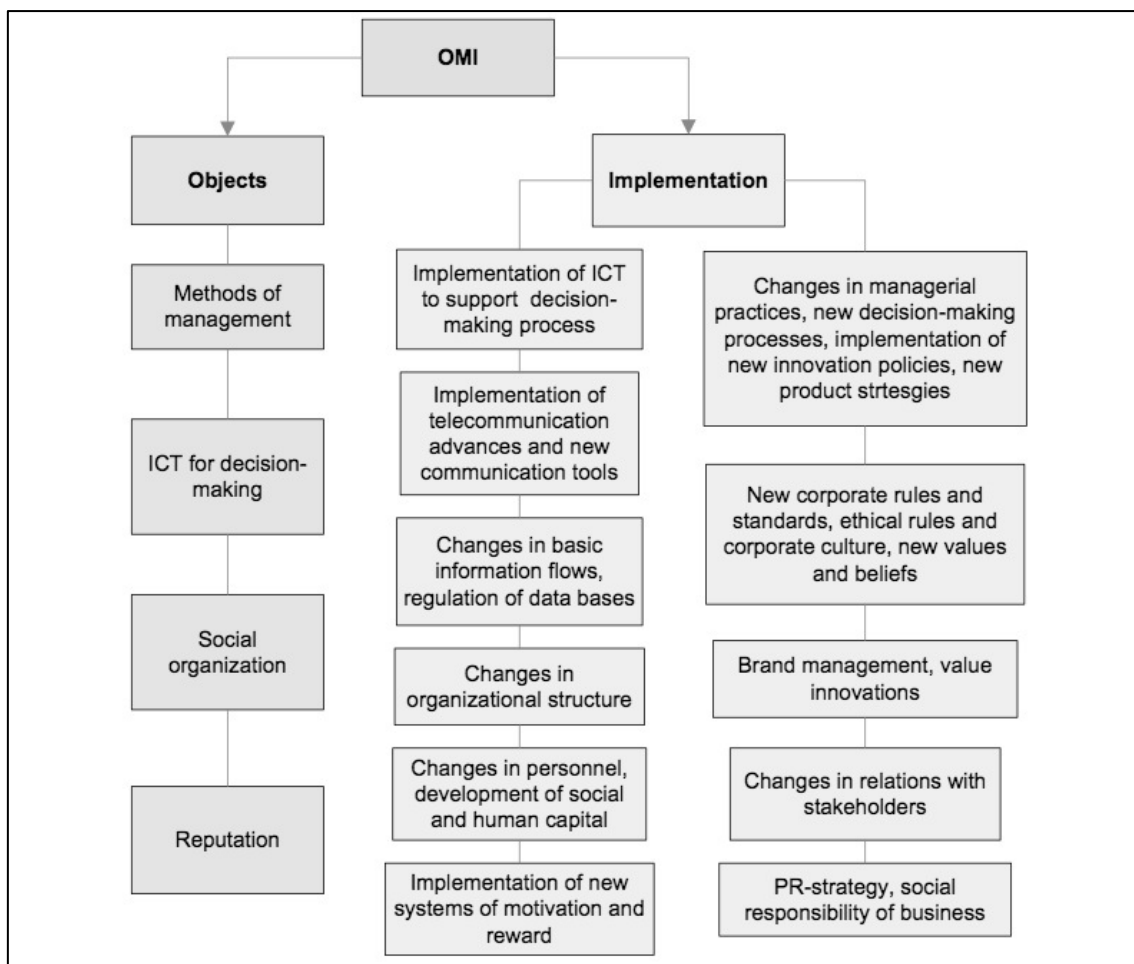 OMI
Objects
Methods of
management
ICT for decision-
making
Social
organization
Reputation
Implementation
Implementation of ICT
to support decision-
making process
Implementation of
telecommunication
advances and new
communication tools
Changes in basic
information flows,
regulation of data bases
Changes in
organizational structure
Changes in personnel,
development of social
and human capital
Implementation of new
systems of motivation and
reward
Changes in managerial
practices, new decision-making
processes, implementation of
new innovation policies, new
product strtesgies
New corporate rules and
standards, ethical rules and
corporate culture, new values
and beliefs
Brand management, value
innovations
Changes in relations with
stakeholders
PR-strategy, social
responsibility of business